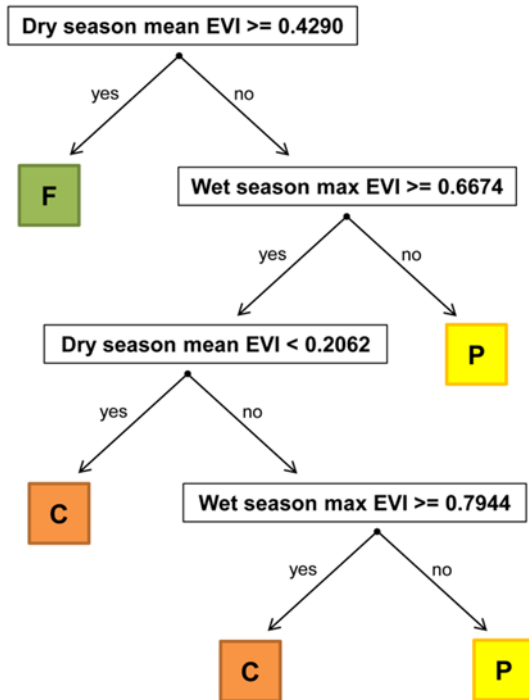 Dry season mean EVI >= 0.4290
yes
no
F
Wet season max EVI >= 0.6674
yes
no
Dry season mean EVI < 0.2062
P
yes
no
C
Wet season max EVI >= 0.7944
yes
no
C
P